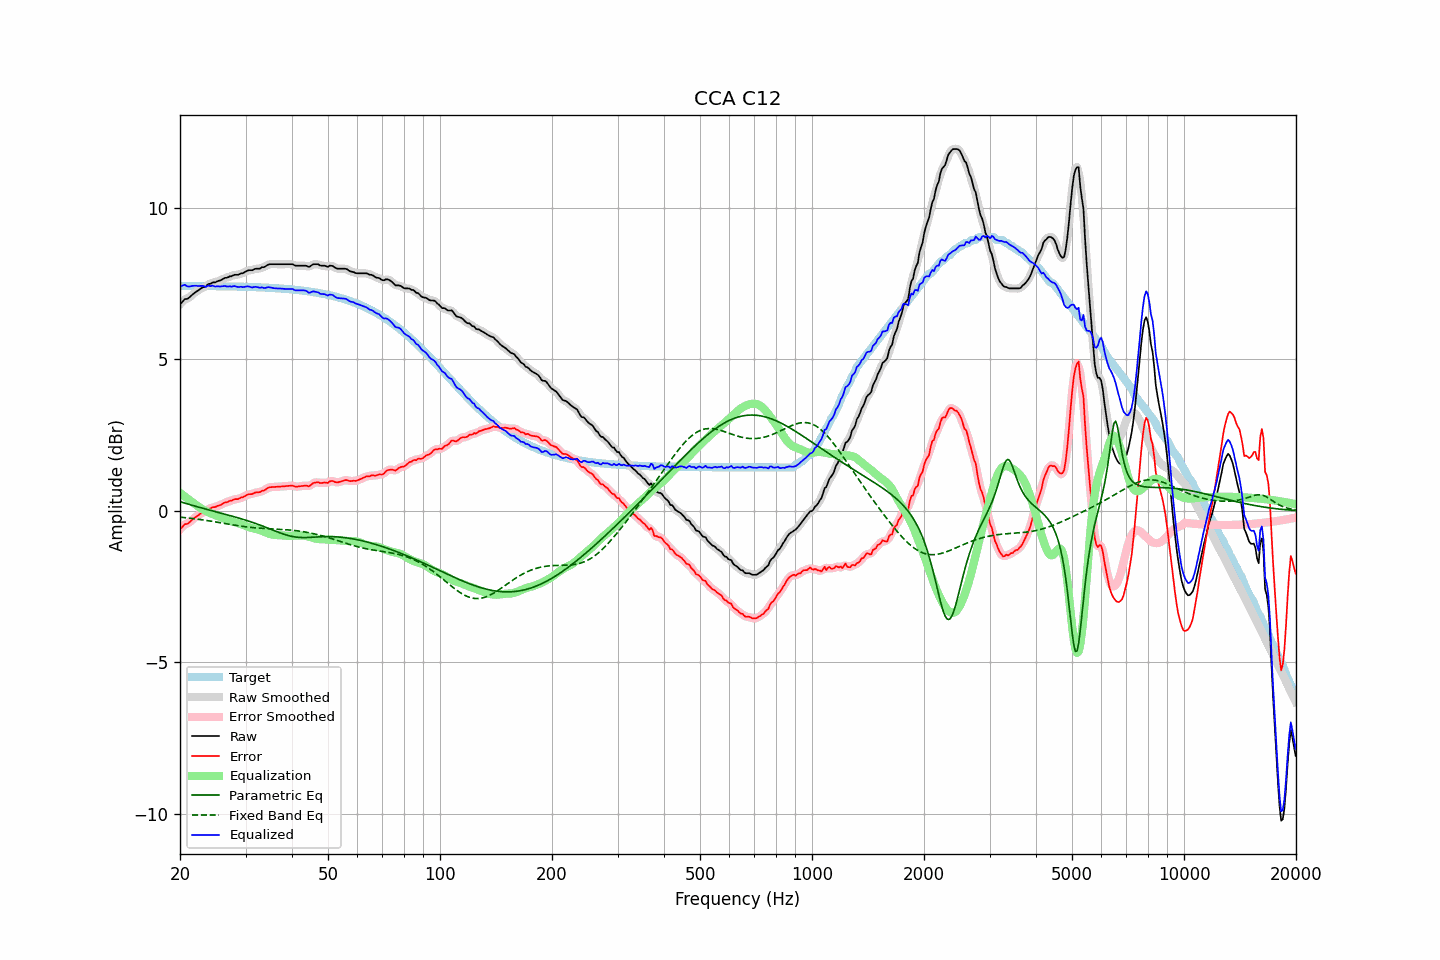 CCA C12
Amplitude (dBr)
10
5
0
−5
−10
Target
Raw Smoothed
Error Smoothed
Raw
Error
Equalization
Parametric Eq
Fixed Band Eq
Equalized
20 50 100 200 500 1000 2000 5000 10000 20000
Frequency (Hz)